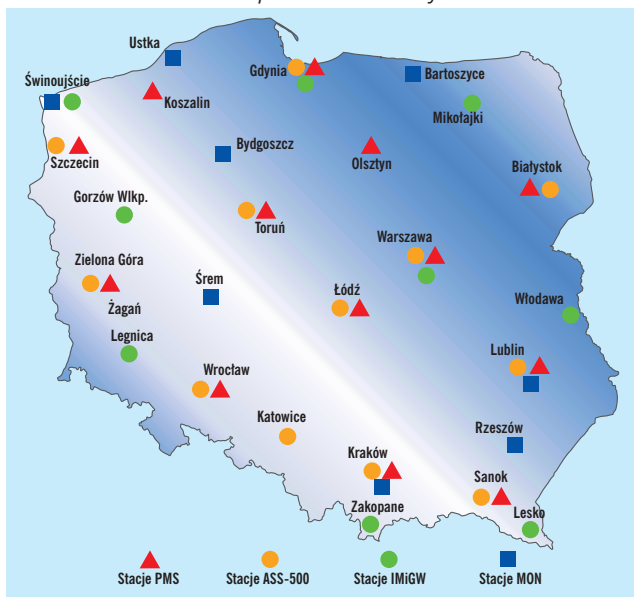 Ustka
Gdynia
Bartoszyce
Świnoujście
Koszalin
Mikołajki
Bydgoszcz
Olsztyn
Szczecin
Białystok
Gorzów Wlkp.
Toruń
Warszawa
Zielona Góra
Śrem
Łódź
Żagań
Włodawa
Legnica
Lublin
Wrocław
Katowice
Rzeszów
Kraków
Sanok
Zakopane
Lesko
Stacje PMS
Stacje ASS-500
Stacje IMiGW
Stacje MON